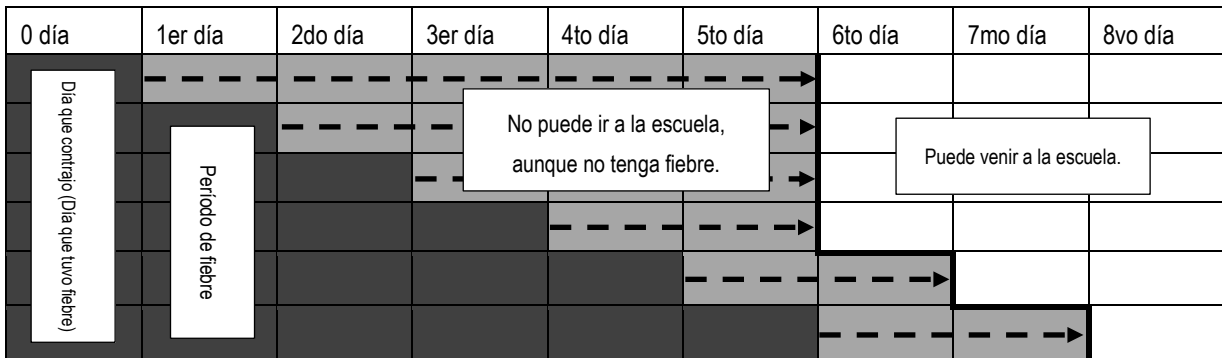 0 día
1er día
2do día
3er día
4to día
5to día
6to día
7mo día
8vo día
Día que contrajo (Día que tuvo fiebre)
Período de fiebre
No puede ir a la escuela,
aunque no tenga fiebre.
Puede venir a la escuela.